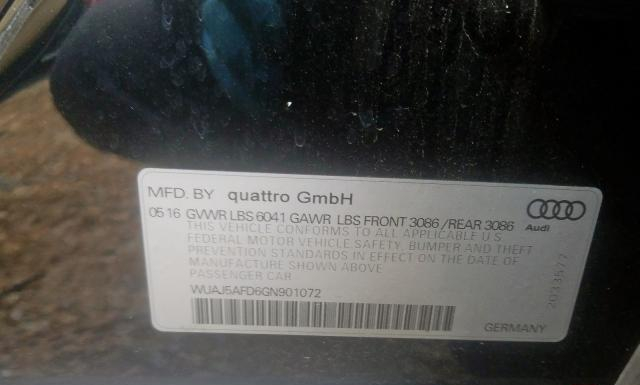 MFD. BY quattro GmbH
05 16 GVWR LBS 6041 GAWR LBS FRONT 3086 / REAR 3086
Audi
THIS VEHICLE CONFORMS TO ALL APPLICABLE U S
FEDERAL MOTOR VEHICLE SAFETY, BUMPER AND THEFT
PREVENTION STANDARDS IN EFFECT ON THE DATE OF
MANUFACTURE SHOWN ABOVE
PASSENGER CAR
WUAJ5AFD6GN901072
GERMANY
2033577